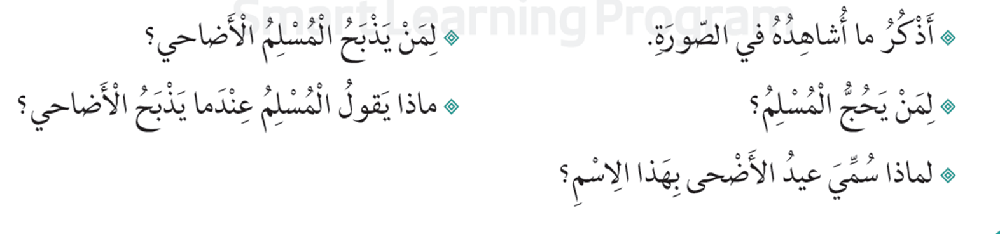 Smart Learning Program
أَذْكُرُ ما أُشاهِدُهُ في الصّورَةِ.
لِمَنْ يَذْبَحُ الْمُسْلِمُ الْأَضاحي؟
لِمَنْ يَحُجُّ الْمُسْلِمُ؟
ماذا يَقولُ الْمُسْلِمُ عِنْدَما يَذْبَحُ الْأَضاحي؟
لماذا سُمِّيَ عيدُ الأَضْحى بِهَذا الِاسْمِ؟